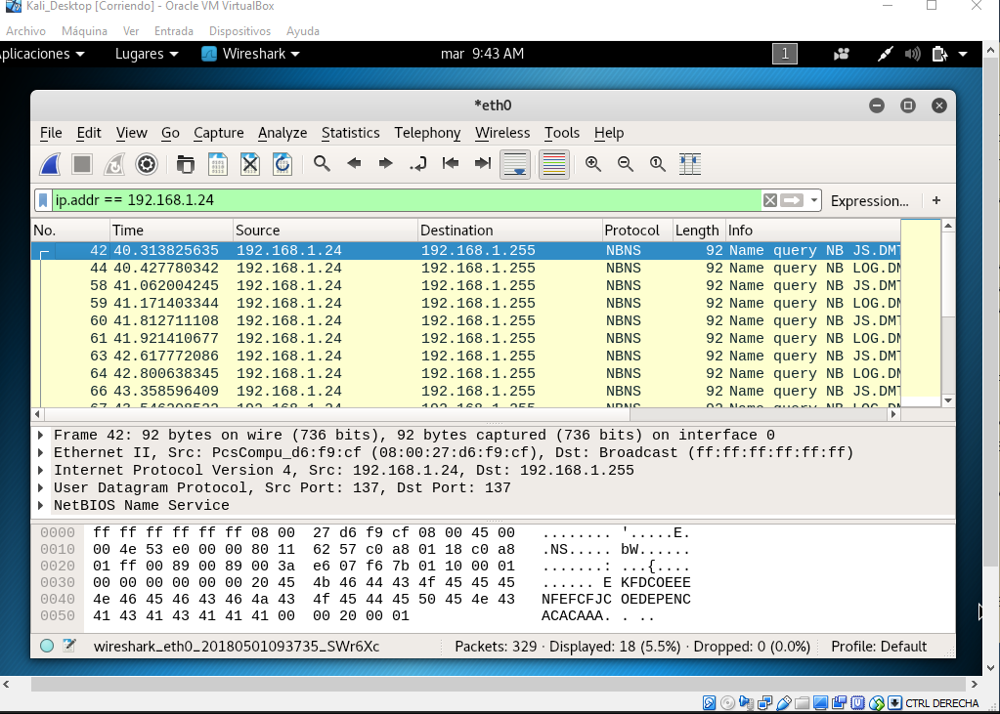 Kali_Desktop [Corriendo] - Oracle VM VirtualBox
Archivo Máquina Ver Entrada Dispositivos Ayuda
plicaciones Lugares Wireshark mar 9:43 AM 1
*eth0
File Edit View Go Capture Analyze Statistics Telephony Wireless Tools Help
ip.addr == 192.168.1.24 Expression... +
No. Time Source Destination Protocol Length Info
42 40.313825635 192.168.1.24 192.168.1.255 NBNS 92 Name query NB JS.DMT
44 40.427780342 192.168.1.24 192.168.1.255 NBNS 92 Name query NB LOG.DM
58 41.062004245 192.168.1.24 192.168.1.255 NBNS 92 Name query NB JS.DMT
59 41.171403344 192.168.1.24 192.168.1.255 NBNS 92 Name query NB LOG.DM
60 41.812711108 192.168.1.24 192.168.1.255 NBNS 92 Name query NB JS.DMT
61 41.921410677 192.168.1.24 192.168.1.255 NBNS 92 Name query NB LOG.DM
63 42.617772086 192.168.1.24 192.168.1.255 NBNS 92 Name query NB JS.DMT
64 42.800638345 192.168.1.24 192.168.1.255 NBNS 92 Name query NB LOG.DM
66 43.358596409 192.168.1.24 192.168.1.255 NBNS 92 Name query NB JS.DMT
192.168.1.24 192.168.1.255 NBNS 92 Name query NB LOG.DM
Frame 42: 92 bytes on wire (736 bits), 92 bytes captured (736 bits) on interface 0
Ethernet II, Src: PcsCompu_d6:f9:cf (08:00:27:d6:f9:cf), Dst: Broadcast (ff:ff:ff:ff:ff:ff)
Internet Protocol Version 4, Src: 192.168.1.24, Dst: 192.168.1.255
User Datagram Protocol, Src Port: 137, Dst Port: 137
NetBIOS Name Service
0000 ff ff ff ff ff ff 08 00 27 d6 f9 cf 08 00 45 00 ........ '.....E.
0010 00 4e 53 e0 00 00 80 11 62 57 c0 a8 01 18 c0 a8 .NS..... bW......
0020 01 ff 00 89 00 89 00 3a e6 07 f6 7b 01 10 00 01 .......: ...{....
0030 00 00 00 00 00 00 20 45 4b 46 44 43 4f 45 45 45 ...... E KFDCOEEE
0040 4e 46 45 46 43 46 4a 43 4f 45 44 45 50 45 4e 43 NFEFCFJC OEDEPENC
0050 41 43 41 43 41 41 41 00 00 20 00 01 ACACAAA. . ..
wireshark_eth0_20180501093735_SWr6Xc Packets: 329 · Displayed: 18 (5.5%) · Dropped: 0 (0.0%) Profile: Default
CTRL DERECHA